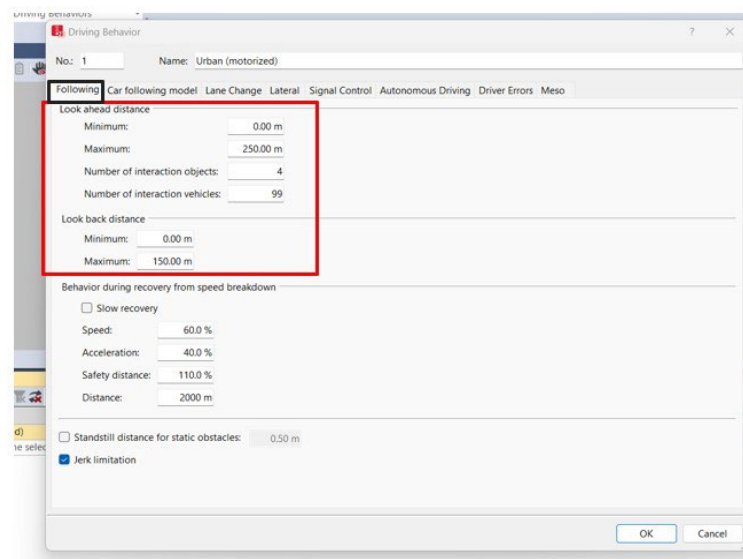 Driving Behaviors
Driving Behavior
No.: 1 Name: Urban (motorized)
Following Car following model Lane Change Lateral Signal Control Autonomous Driving Driver Errors Meso
Look ahead distance
Minimum: 0.00 m
Maximum: 250.00 m
Number of interaction objects: 4
Number of interaction vehicles: 99
Look back distance
Minimum: 0.00 m
Maximum: 150.00 m
Behavior during recovery from speed breakdown
Slow recovery
Speed: 60.0 %
Acceleration: 40.0 %
Safety distance: 110.0 %
Distance: 2000 m
d)
Standstill distance for static obstacles: 0.50 m
he selec
Jerk limitation
OK Cancel